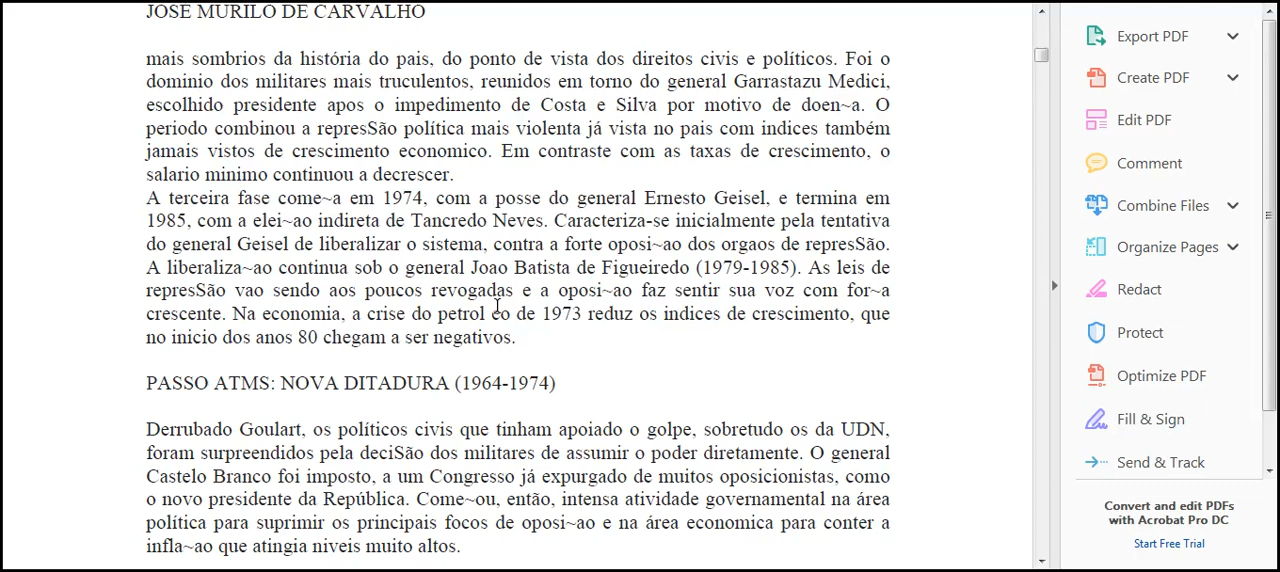 JOSE MURILO DE CARVALHO
mais sombrios da história do pais, do ponto de vista dos direitos civis e políticos. Foi o
dominio dos militares mais truculentos, reunidos em torno do general Garrastazu Medici,
escolhido presidente apos o impedimento de Costa e Silva por motivo de doen~a. O
periodo combinou a represSão política mais violenta já vista no pais com indices também
jamais vistos de crescimento economico. Em contraste com as taxas de crescimento, o
salario minimo continuou a decrescer.
A terceira fase come~a em 1974, com a posse do general Ernesto Geisel, e termina em
1985, com a elei~ao indireta de Tancredo Neves. Caracteriza-se inicialmente pela tentativa
do general Geisel de liberalizar o sistema, contra a forte oposi~ao dos orgaos de represSão.
A liberaliza~ao continua sob o general Joao Batista de Figueiredo (1979-1985). As leis de
represSão vao sendo aos poucos revogadas e a oposi~ao faz sentir sua voz com for~a
crescente. Na economia, a crise do petrol eo de 1973 reduz os indices de crescimento, que
no inicio dos anos 80 chegam a ser negativos.
PASSO ATMS: NOVA DITADURA (1964-1974)
Derrubado Goulart, os políticos civis que tinham apoiado o golpe, sobretudo os da UDN,
foram surpreendidos pela deciSão dos militares de assumir o poder diretamente. O general
Castelo Branco foi imposto, a um Congresso já expurgado de muitos oposicionistas, como
o novo presidente da República. Come~ou, então, intensa atividade governamental na área
política para suprimir os principais focos de oposi~ao e na área economica para conter a
infla~ao que atingia niveis muito altos.
Export PDF
Create PDF
Edit PDF
Comment
Combine Files
Organize Pages
Redact
Protect
Optimize PDF
Fill & Sign
Send & Track
Convert and edit PDFs
with Acrobat Pro DC
Start Free Trial